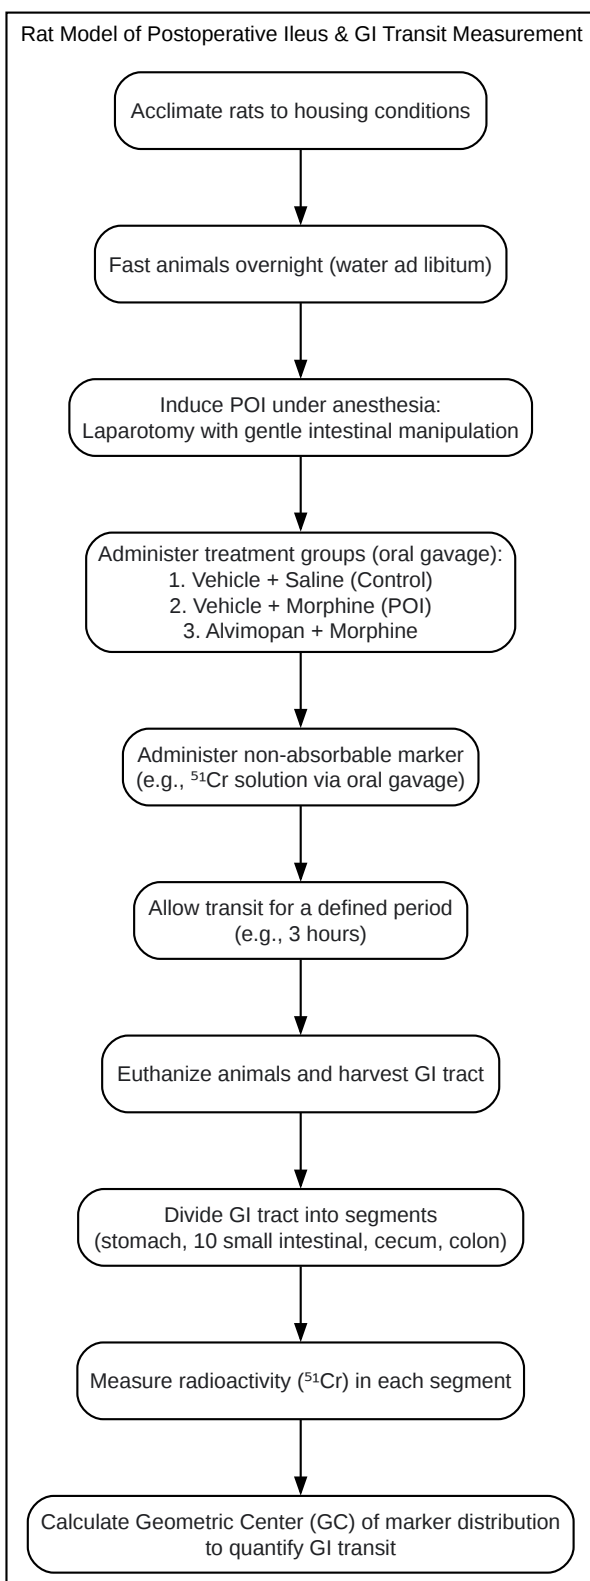 Rat Model of Postoperative Ileus & GI Transit Measurement
Acclimate rats to housing conditions
Fast animals overnight (water ad libitum)
Induce POI under anesthesia:
Laparotomy with gentle intestinal manipulation
Administer treatment groups (oral gavage):
1. Vehicle + Saline (Control)
2. Vehicle + Morphine (POI)
3. Alvimopan + Morphine
Administer non-absorbable marker
(e.g., ⁵¹Cr solution via oral gavage)
Allow transit for a defined period
(e.g., 3 hours)
Euthanize animals and harvest GI tract
Divide GI tract into segments
(stomach, 10 small intestinal, cecum, colon)
Measure radioactivity (⁵¹Cr) in each segment
Calculate Geometric Center (GC) of marker distribution
to quantify GI transit